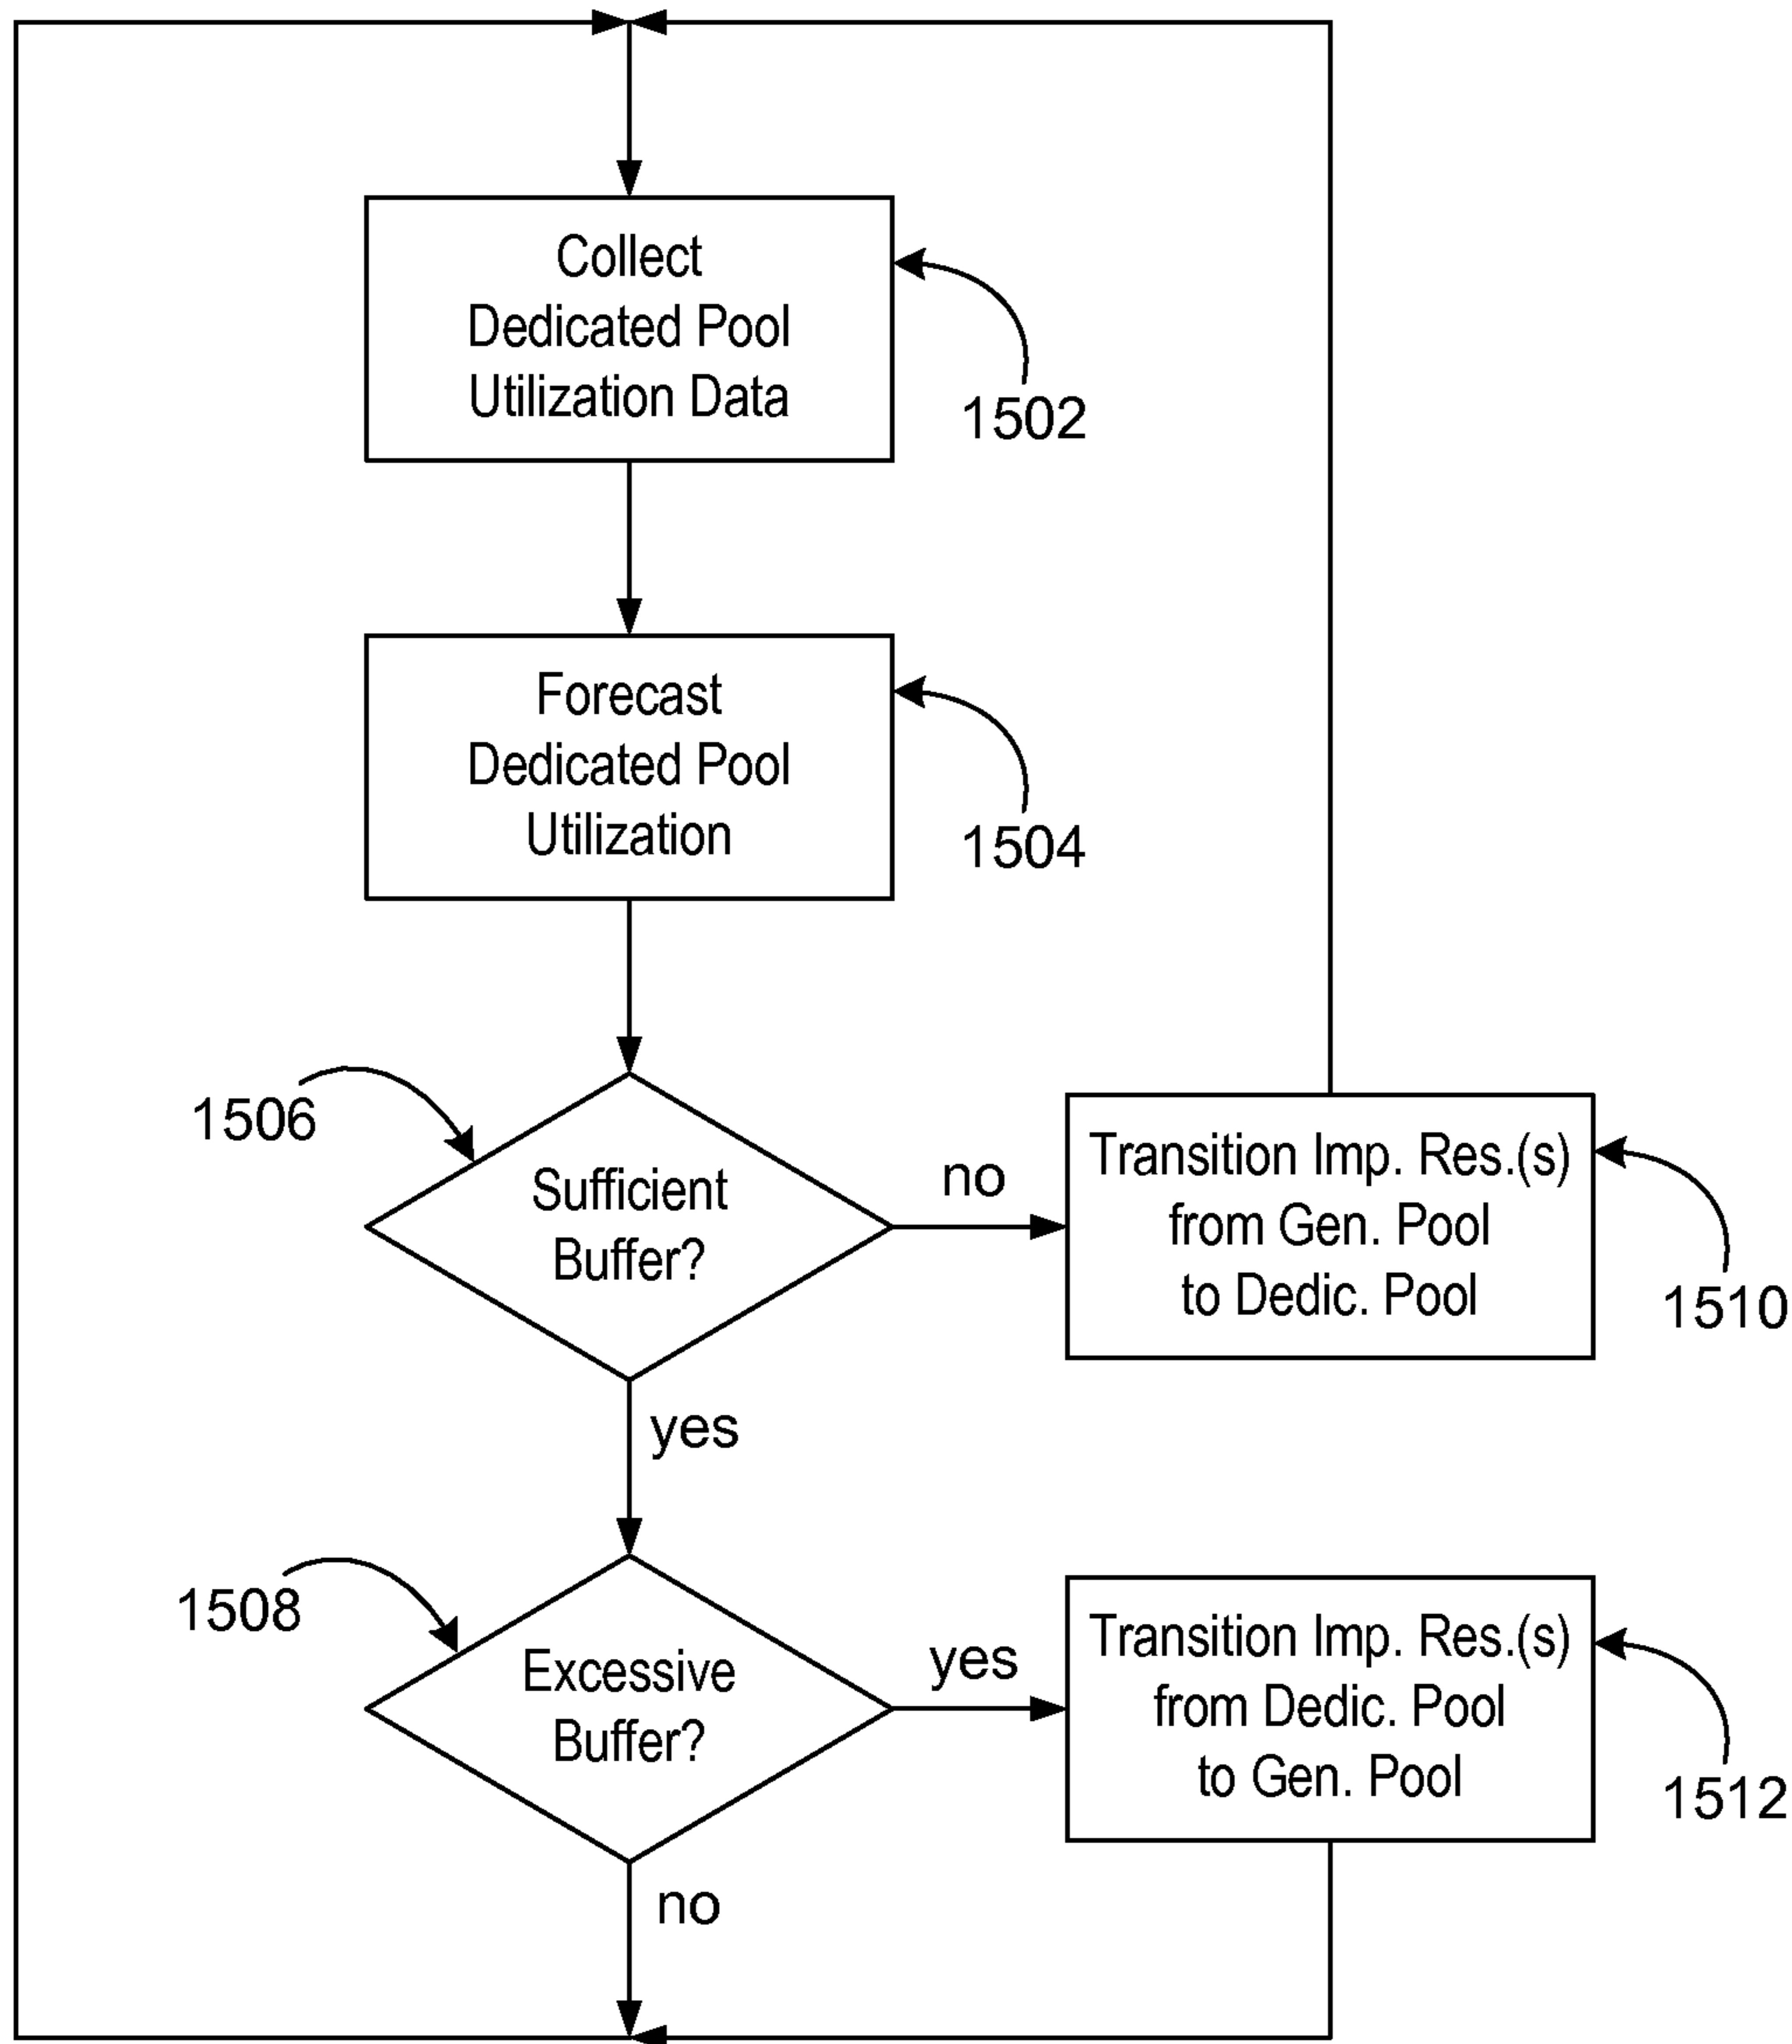 Collect
Dedicated Pool
Utilization Data
1502
Forecast
Dedicated Pool
Utilization
1504
1506
Sufficient
Buffer?
no
Transition Imp. Res.(s)
from Gen. Pool
to Dedic. Pool
1510
yes
1508
Excessive
Buffer?
yes
Transition Imp. Res.(s)
from Dedic. Pool
to Gen. Pool
1512
no